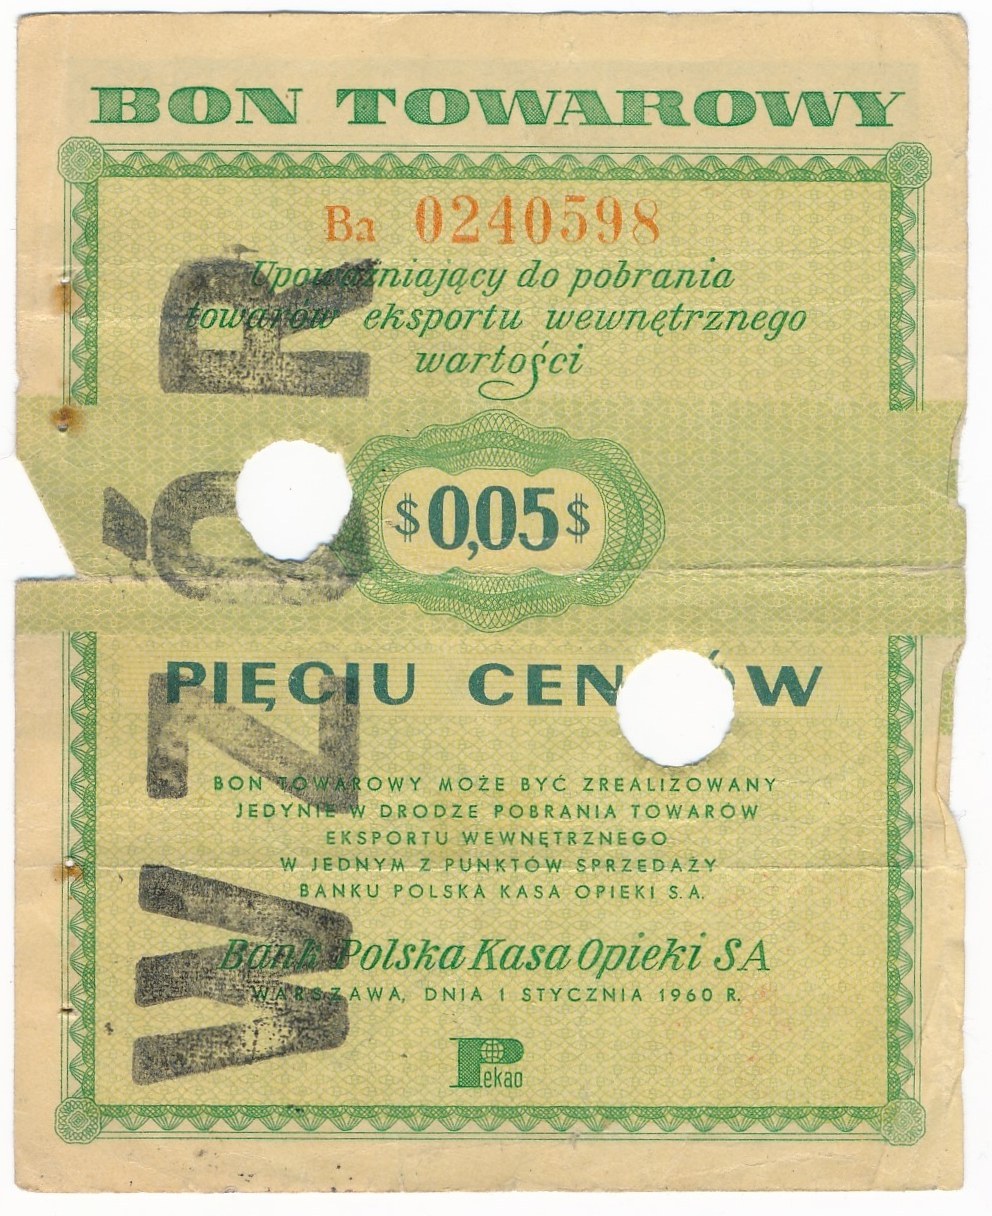 BON TOWAROWY
Ba 0240598
Upoważniający do pobrania
towarów eksportu wewnętrznego
wartości
$0,05$
PIĘCIU CEN W
BON TOWAROWY MOŻE BYĆ ZREALIZOWANY
JEDYNIE W DRODZE POBRANIA TOWARÓW
EKSPORTU WEWNĘTRZNEGO
W JEDNYM Z PUNKTÓW SPRZEDAŻY
BANKU POLSKA KASA OPIEKI S.A.
Bank Polska Kasa Opieki SA
WARSZAWA, DNIA 1 STYCZNIA 1960 R.
Pekao
WZÓR